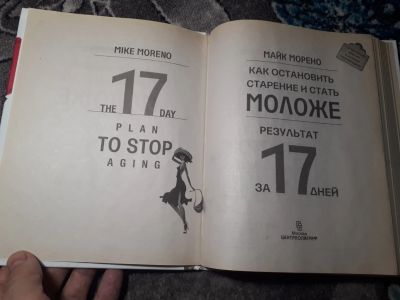 MIKE MORENO
THE 17 DAY
PLAN
TO STOP
AGING
МАЙК МОРЕНО
КАК ОСТАНОВИТЬ
СТАРЕНИЕ И СТАТЬ
МОЛОЖЕ
РЕЗУЛЬТАТ
ЗА 17 ДНЕЙ
Москва
ЦЕНТРПОЛИГРАФ